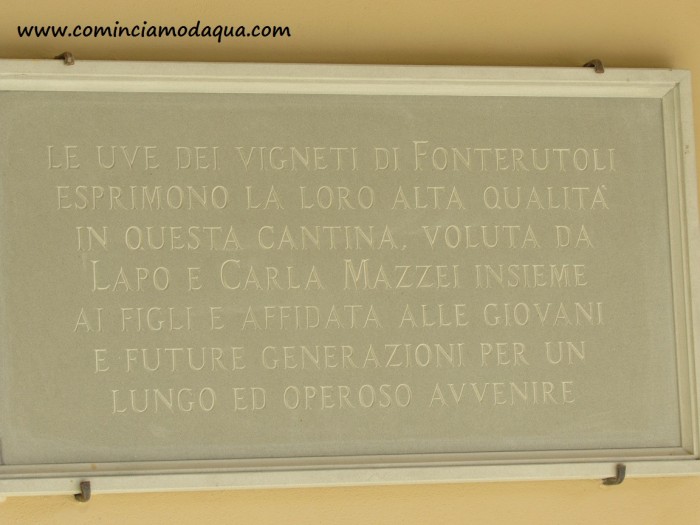 www.cominciamodaqua.com
LE UVE DEI VIGNETI DI FONTERUTOLI
ESPRIMONO LA LORO ALTA QUALITÀ
IN QUESTA CANTINA, VOLUTA DA
LAPO E CARLA MAZZEI INSIEME
AI FIGLI E AFFIDATA ALLE GIOVANI
E FUTURE GENERAZIONI PER UN
LUNGO ED OPEROSO AVVENIRE